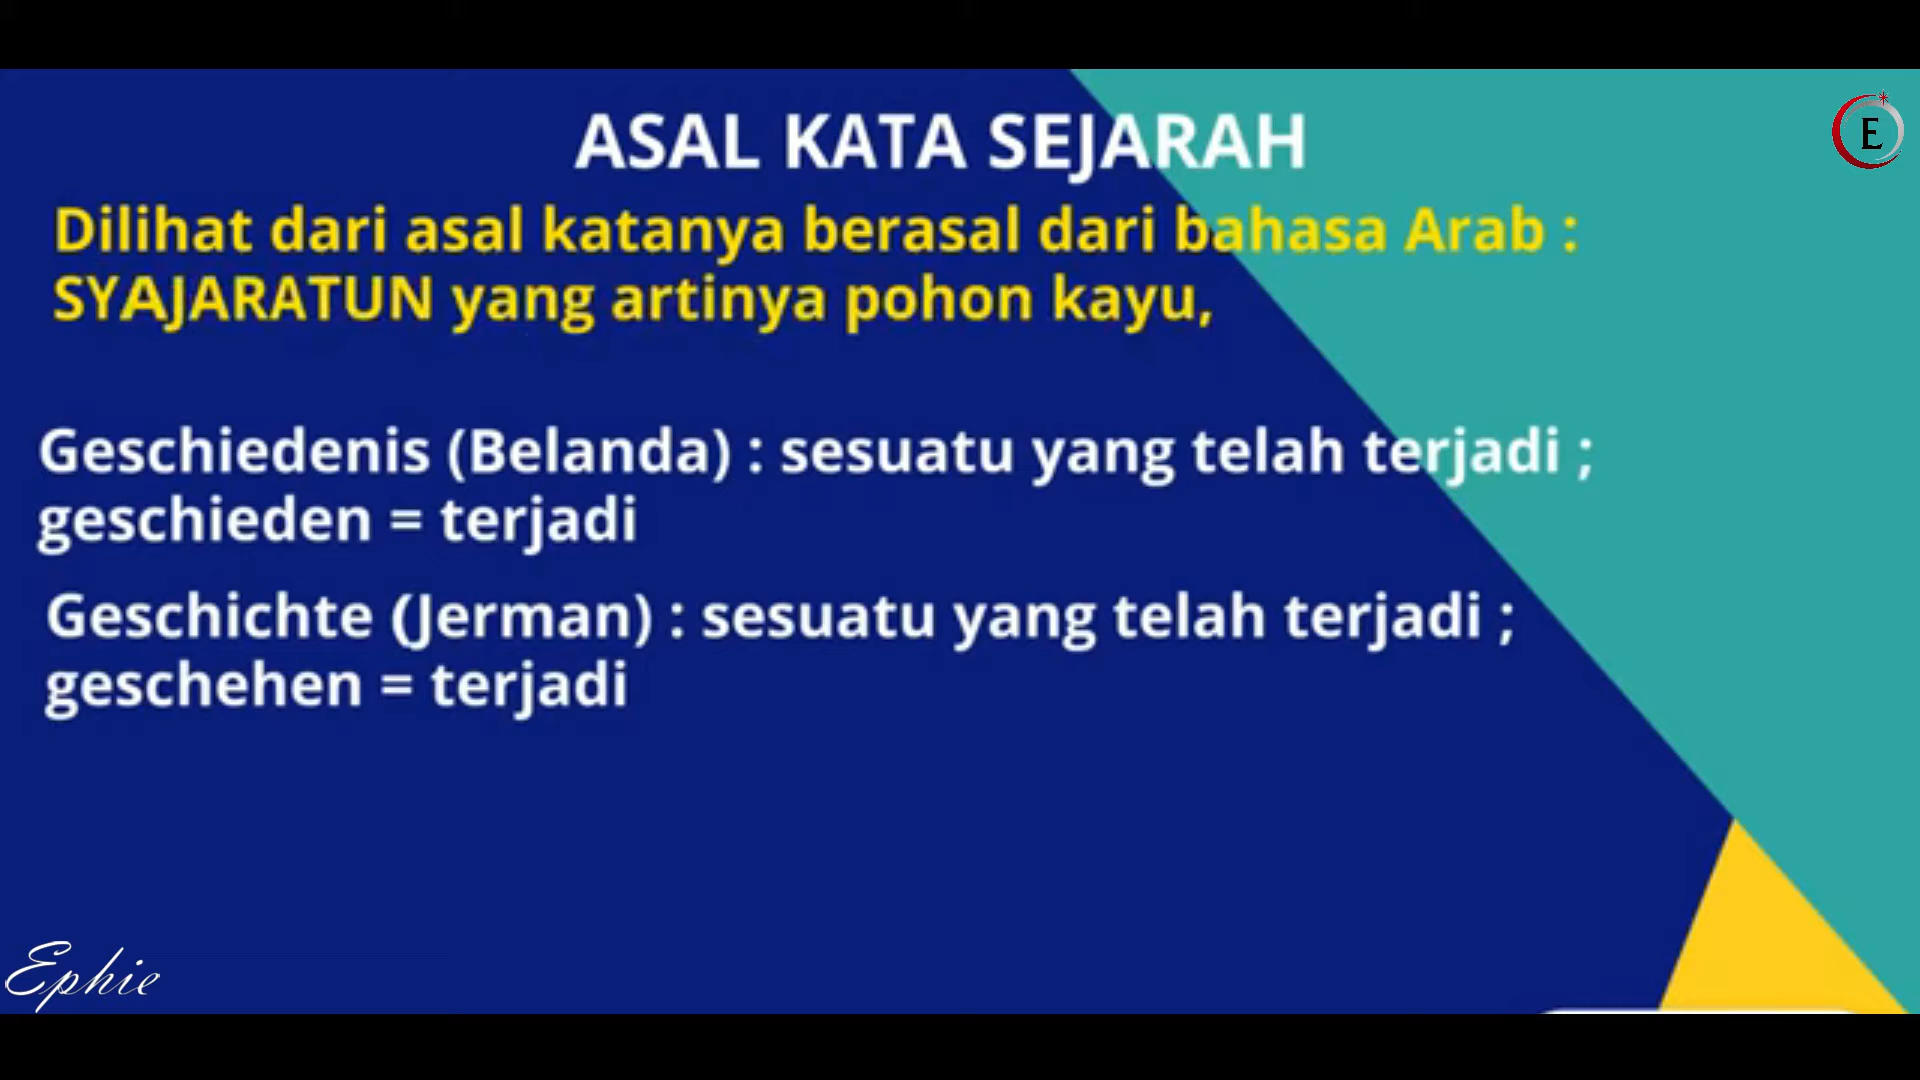 ASAL KATA SEJARAH
E
Dilihat dari asal katanya berasal dari bahasa Arab :
SYAJARATUN yang artinya pohon kayu,
Geschiedenis (Belanda) : sesuatu yang telah terjadi ;
geschieden = terjadi
Geschichte (Jerman) : sesuatu yang telah terjadi ;
geschehen = terjadi
Ephie